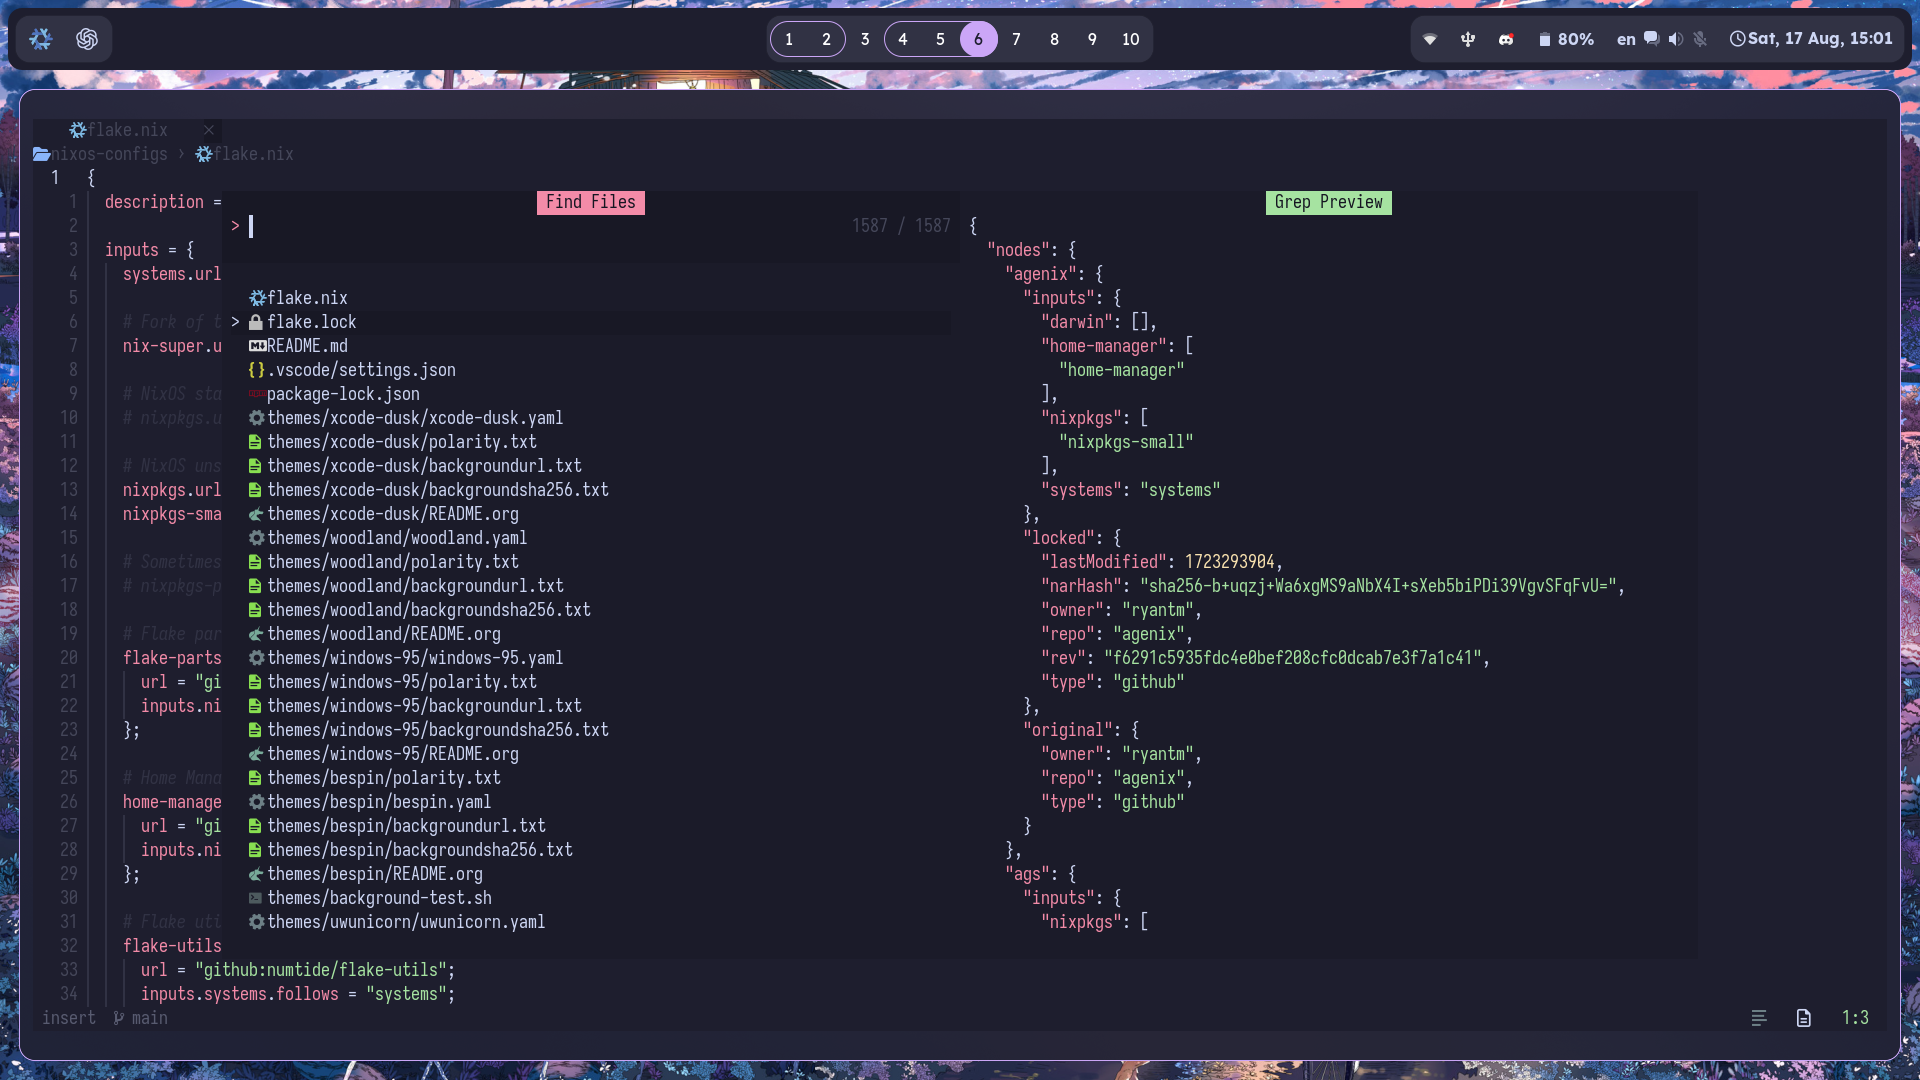 1 2 3 4 5 6 7 8 9 10
80% en Sat, 17 Aug, 15:01
flake.nix ×
nixos-configs › flake.nix
1 {
1 description =
2
3 inputs = {
4 systems.url
5
6 # Fork of t
7 nix-super.u
8
9 # NixOS sta
10 # nixpkgs.u
11
12 # NixOS uns
13 nixpkgs.url
14 nixpkgs-sma
15
16 # Sometimes
17 # nixpkgs-p
18
19 # Flake par
20 flake-parts
21 url = "gi
22 inputs.ni
23 };
24
25 # Home Mana
26 home-manage
27 url = "gi
28 inputs.ni
29 };
30
31 # Flake uti
32 flake-utils
33 url = "github:numtide/flake-utils";
34 inputs.systems.follows = "systems";
Find Files
> 1587 / 1587
flake.nix
> flake.lock
README.md
{}.vscode/settings.json
package-lock.json
themes/xcode-dusk/xcode-dusk.yaml
themes/xcode-dusk/polarity.txt
themes/xcode-dusk/backgroundurl.txt
themes/xcode-dusk/backgroundsha256.txt
themes/xcode-dusk/README.org
themes/woodland/woodland.yaml
themes/woodland/polarity.txt
themes/woodland/backgroundurl.txt
themes/woodland/backgroundsha256.txt
themes/woodland/README.org
themes/windows-95/windows-95.yaml
themes/windows-95/polarity.txt
themes/windows-95/backgroundurl.txt
themes/windows-95/backgroundsha256.txt
themes/windows-95/README.org
themes/bespin/polarity.txt
themes/bespin/bespin.yaml
themes/bespin/backgroundurl.txt
themes/bespin/backgroundsha256.txt
themes/bespin/README.org
themes/background-test.sh
themes/uwunicorn/uwunicorn.yaml
Grep Preview
{
"nodes": {
"agenix": {
"inputs": {
"darwin": [],
"home-manager": [
"home-manager"
],
"nixpkgs": [
"nixpkgs-small"
],
"systems": "systems"
},
"locked": {
"lastModified": 1723293904,
"narHash": "sha256-b+uqzj+Wa6xgMS9aNbX4I+sXeb5biPDi39VgvSFqFvU=",
"owner": "ryantm",
"repo": "agenix",
"rev": "f6291c5935fdc4e0bef208cfc0dcab7e3f7a1c41",
"type": "github"
},
"original": {
"owner": "ryantm",
"repo": "agenix",
"type": "github"
}
},
"ags": {
"inputs": {
"nixpkgs": [
insert main 1:3